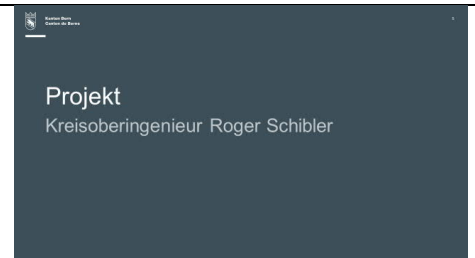 Kanton Bern
Canton de Berne
Projekt
Kreisoberingenieur Roger Schibler